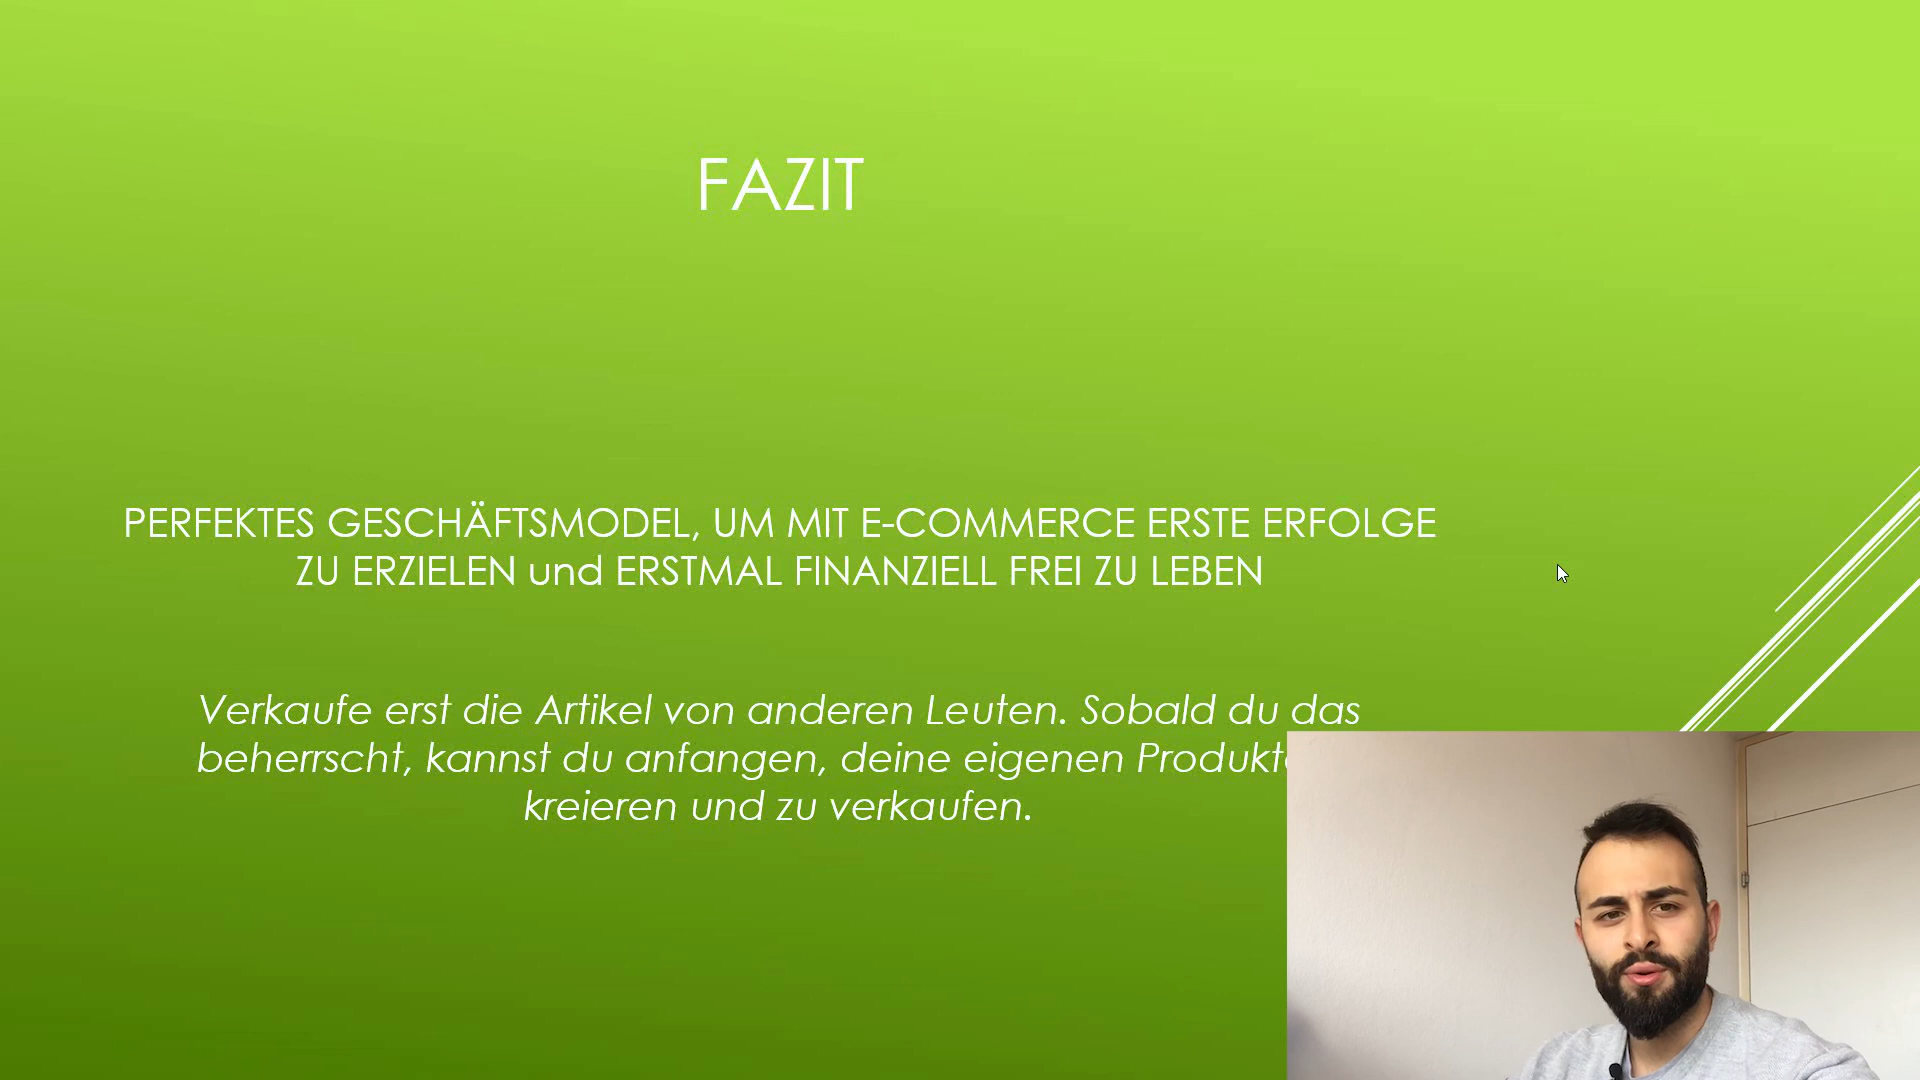 FAZIT
PERFEKTES GESCHÄFTSMODEL, UM MIT E-COMMERCE ERSTE ERFOLGE
ZU ERZIELEN und ERSTMAL FINANZIELL FREI ZU LEBEN
Verkaufe erst die Artikel von anderen Leuten. Sobald du das
beherrscht, kannst du anfangen, deine eigenen
kreieren und zu verkaufen.